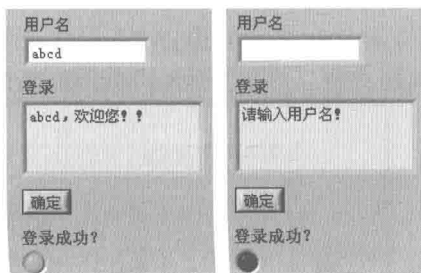 用户名
abcd
登录
abcd，欢迎您！！
确定
登录成功？
用户名
登录
请输入用户名！
确定
登录成功？